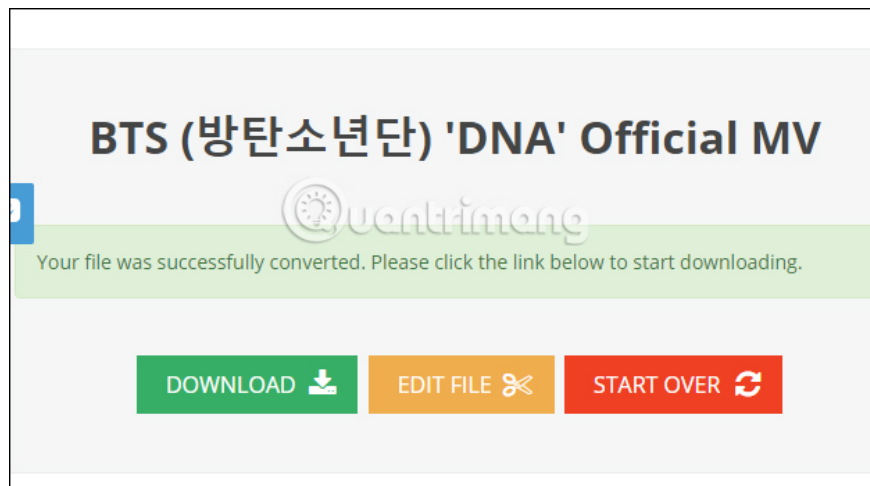 BTS (방탄소년단) 'DNA' Official MV
Quantrimang
Your file was successfully converted. Please click the link below to start downloading.
DOWNLOAD EDIT FILE START OVER